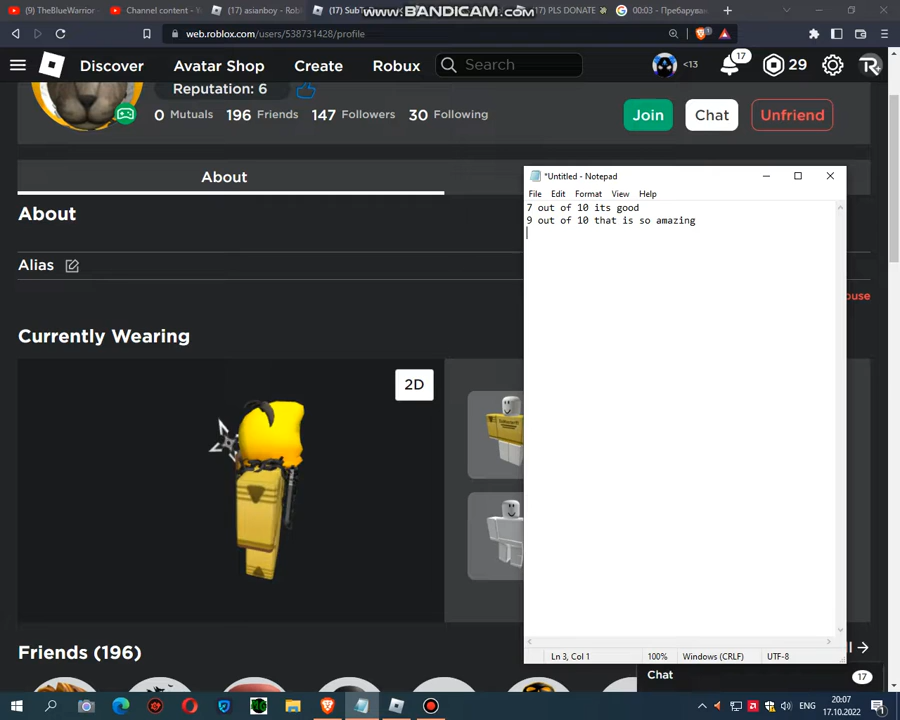 (9) TheBlueWarrior
Channel content - Y
(17) asianboy - Rob
(17) SubT
(17) PLS DONATE
00:03 - Пребарува
www.BANDICAM.com
web.roblox.com/users/538731428/profile
1
Discover
Avatar Shop
Create
Robux
Search
<13
17
29
Reputation: 6
0 Mutuals
196 Friends
147 Followers
30 Following
Join
Chat
Unfriend
About
About
Alias
Currently Wearing
2D
Friends (196)
*Untitled - Notepad
File
Edit
Format
View
Help
7 out of 10 its good
9 out of 10 that is so amazing
Ln 3, Col 1
100%
Windows (CRLF)
UTF-8
Chat
17
ENG
20:07
17.10.2022